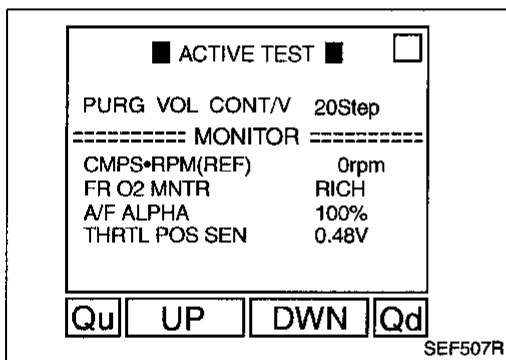 ■ ACTIVE TEST ■
PURG VOL CONT/V 20Step
========== MONITOR ==========
CMPS•RPM(REF) 0rpm
FR O2 MNTR RICH
A/F ALPHA 100%
THRTL POS SEN 0.48V
Qu UP DWN Qd
SEF507R